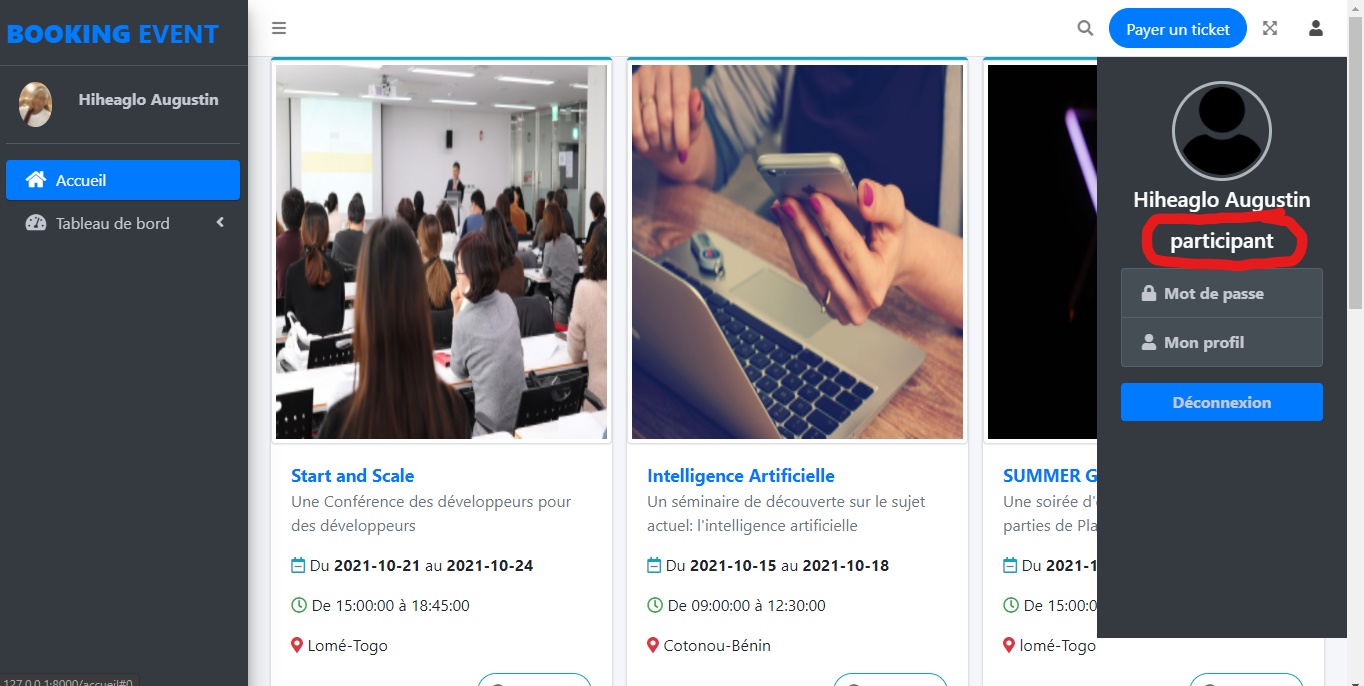 BOOKING EVENT
Hiheaglo Augustin
Accueil
Tableau de bord
Payer un ticket
Start and Scale
Une Conférence des développeurs pour
des développeurs
Du 2021-10-21 au 2021-10-24
De 15:00:00 à 18:45:00
Lomé-Togo
Intelligence Artificielle
Un séminaire de découverte sur le sujet
actuel: l'intelligence artificielle
Du 2021-10-15 au 2021-10-18
De 09:00:00 à 12:30:00
Cotonou-Bénin
SUMMER G
Une soirée d'
parties de Pla
Du 2021-1
De 15:00:0
lomé-Togo
Hiheaglo Augustin
participant
Mot de passe
Mon profil
Déconnexion
127.0.0.1:8000/accueil#0